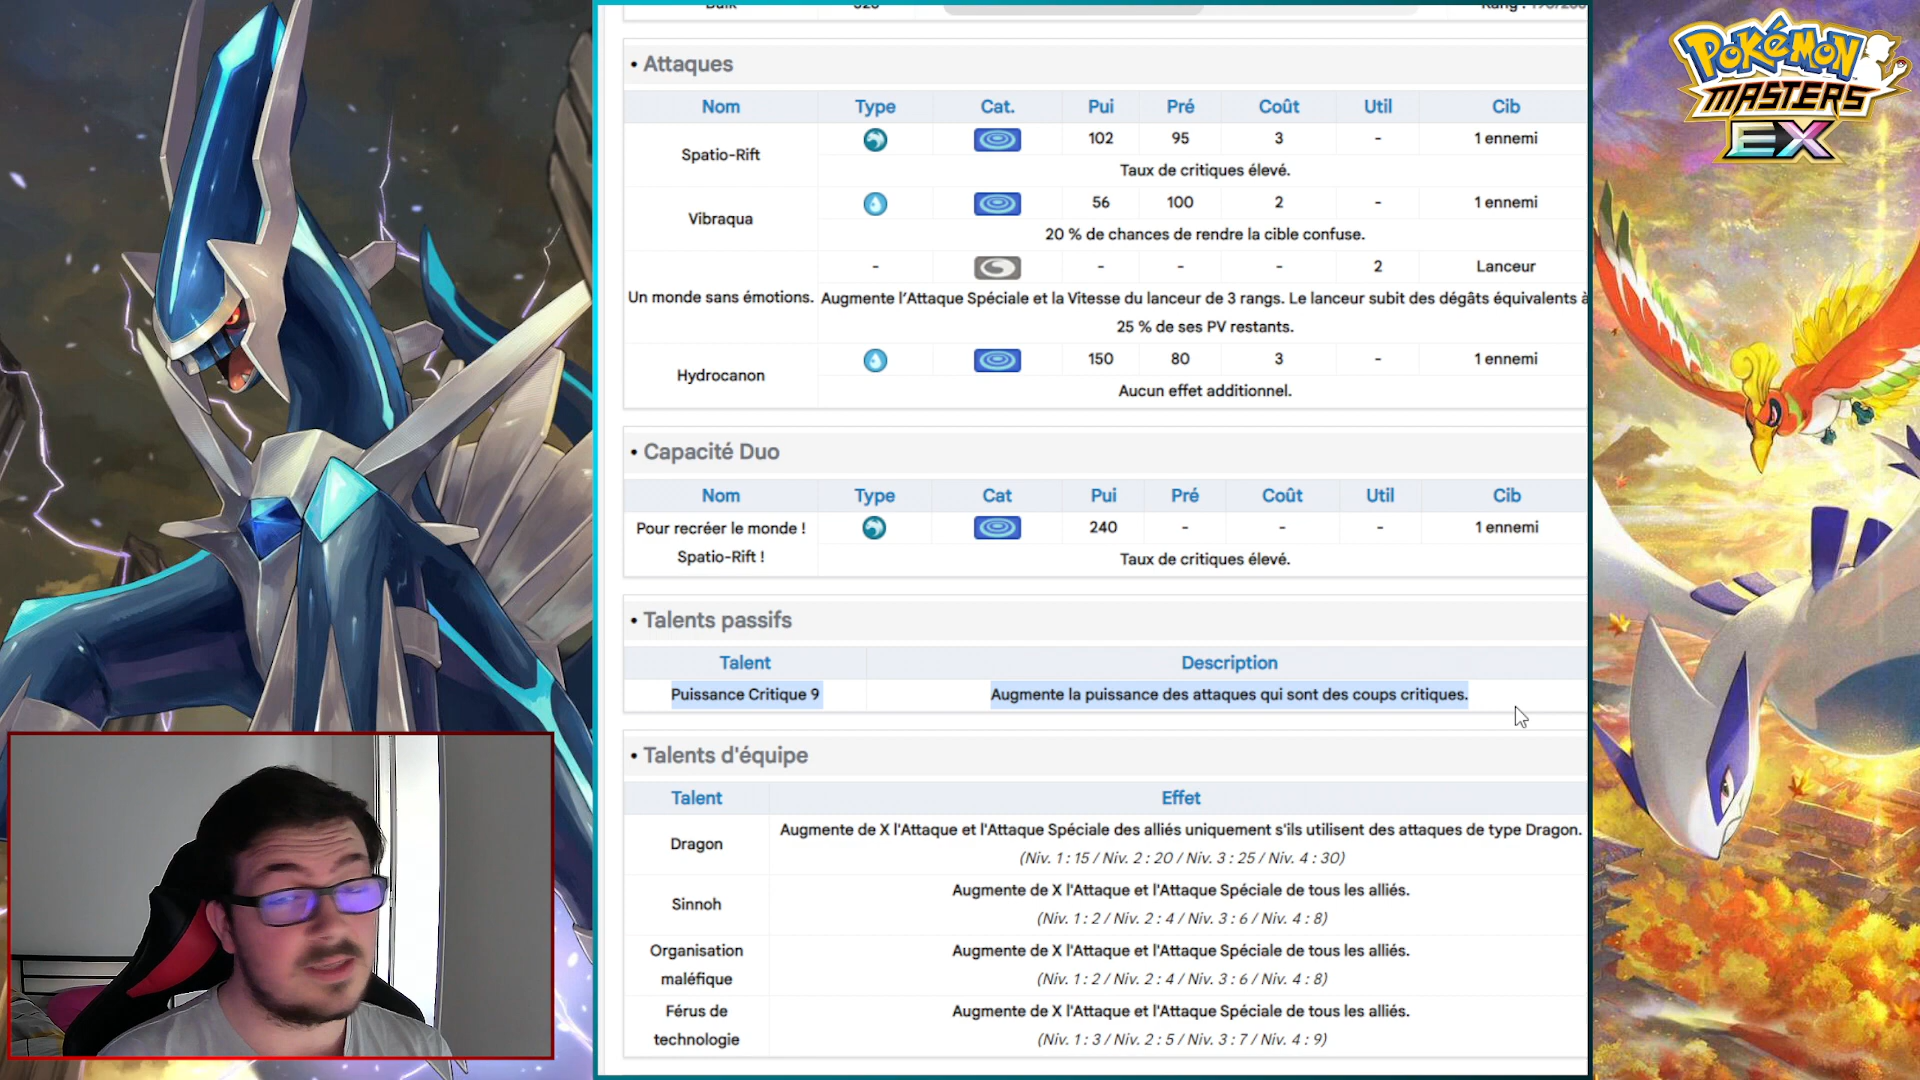 • Attaques
Nom Type Cat. Pui Pré Coût Util Cib
Spatio-Rift 102 95 3 - 1 ennemi
Taux de critiques élevé.
Vibraqua 56 100 2 - 1 ennemi
20 % de chances de rendre la cible confuse.
- - - - 2 Lanceur
Un monde sans émotions. Augmente l'Attaque Spéciale et la Vitesse du lanceur de 3 rangs. Le lanceur subit des dégâts équivalents à
25 % de ses PV restants.
Hydrocanon 150 80 3 - 1 ennemi
Aucun effet additionnel.
• Capacité Duo
Nom Type Cat Pui Pré Coût Util Cib
Pour recréer le monde ! 240 - - - 1 ennemi
Spatio-Rift !
Taux de critiques élevé.
• Talents passifs
Talent Description
Puissance Critique 9 Augmente la puissance des attaques qui sont des coups critiques.
• Talents d'équipe
Talent Effet
Dragon Augmente de X l'Attaque et l'Attaque Spéciale des alliés uniquement s'ils utilisent des attaques de type Dragon.
(Niv. 1 : 15 / Niv. 2 : 20 / Niv. 3 : 25 / Niv. 4 : 30)
Sinnoh Augmente de X l'Attaque et l'Attaque Spéciale de tous les alliés.
(Niv. 1 : 2 / Niv. 2 : 4 / Niv. 3 : 6 / Niv. 4 : 8)
Organisation Augmente de X l'Attaque et l'Attaque Spéciale de tous les alliés.
maléfique (Niv. 1 : 2 / Niv. 2 : 4 / Niv. 3 : 6 / Niv. 4 : 8)
Férus de Augmente de X l'Attaque et l'Attaque Spéciale de tous les alliés.
technologie (Niv. 1 : 3 / Niv. 2 : 5 / Niv. 3 : 7 / Niv. 4 : 9)
POKéMON
MASTERS
EX